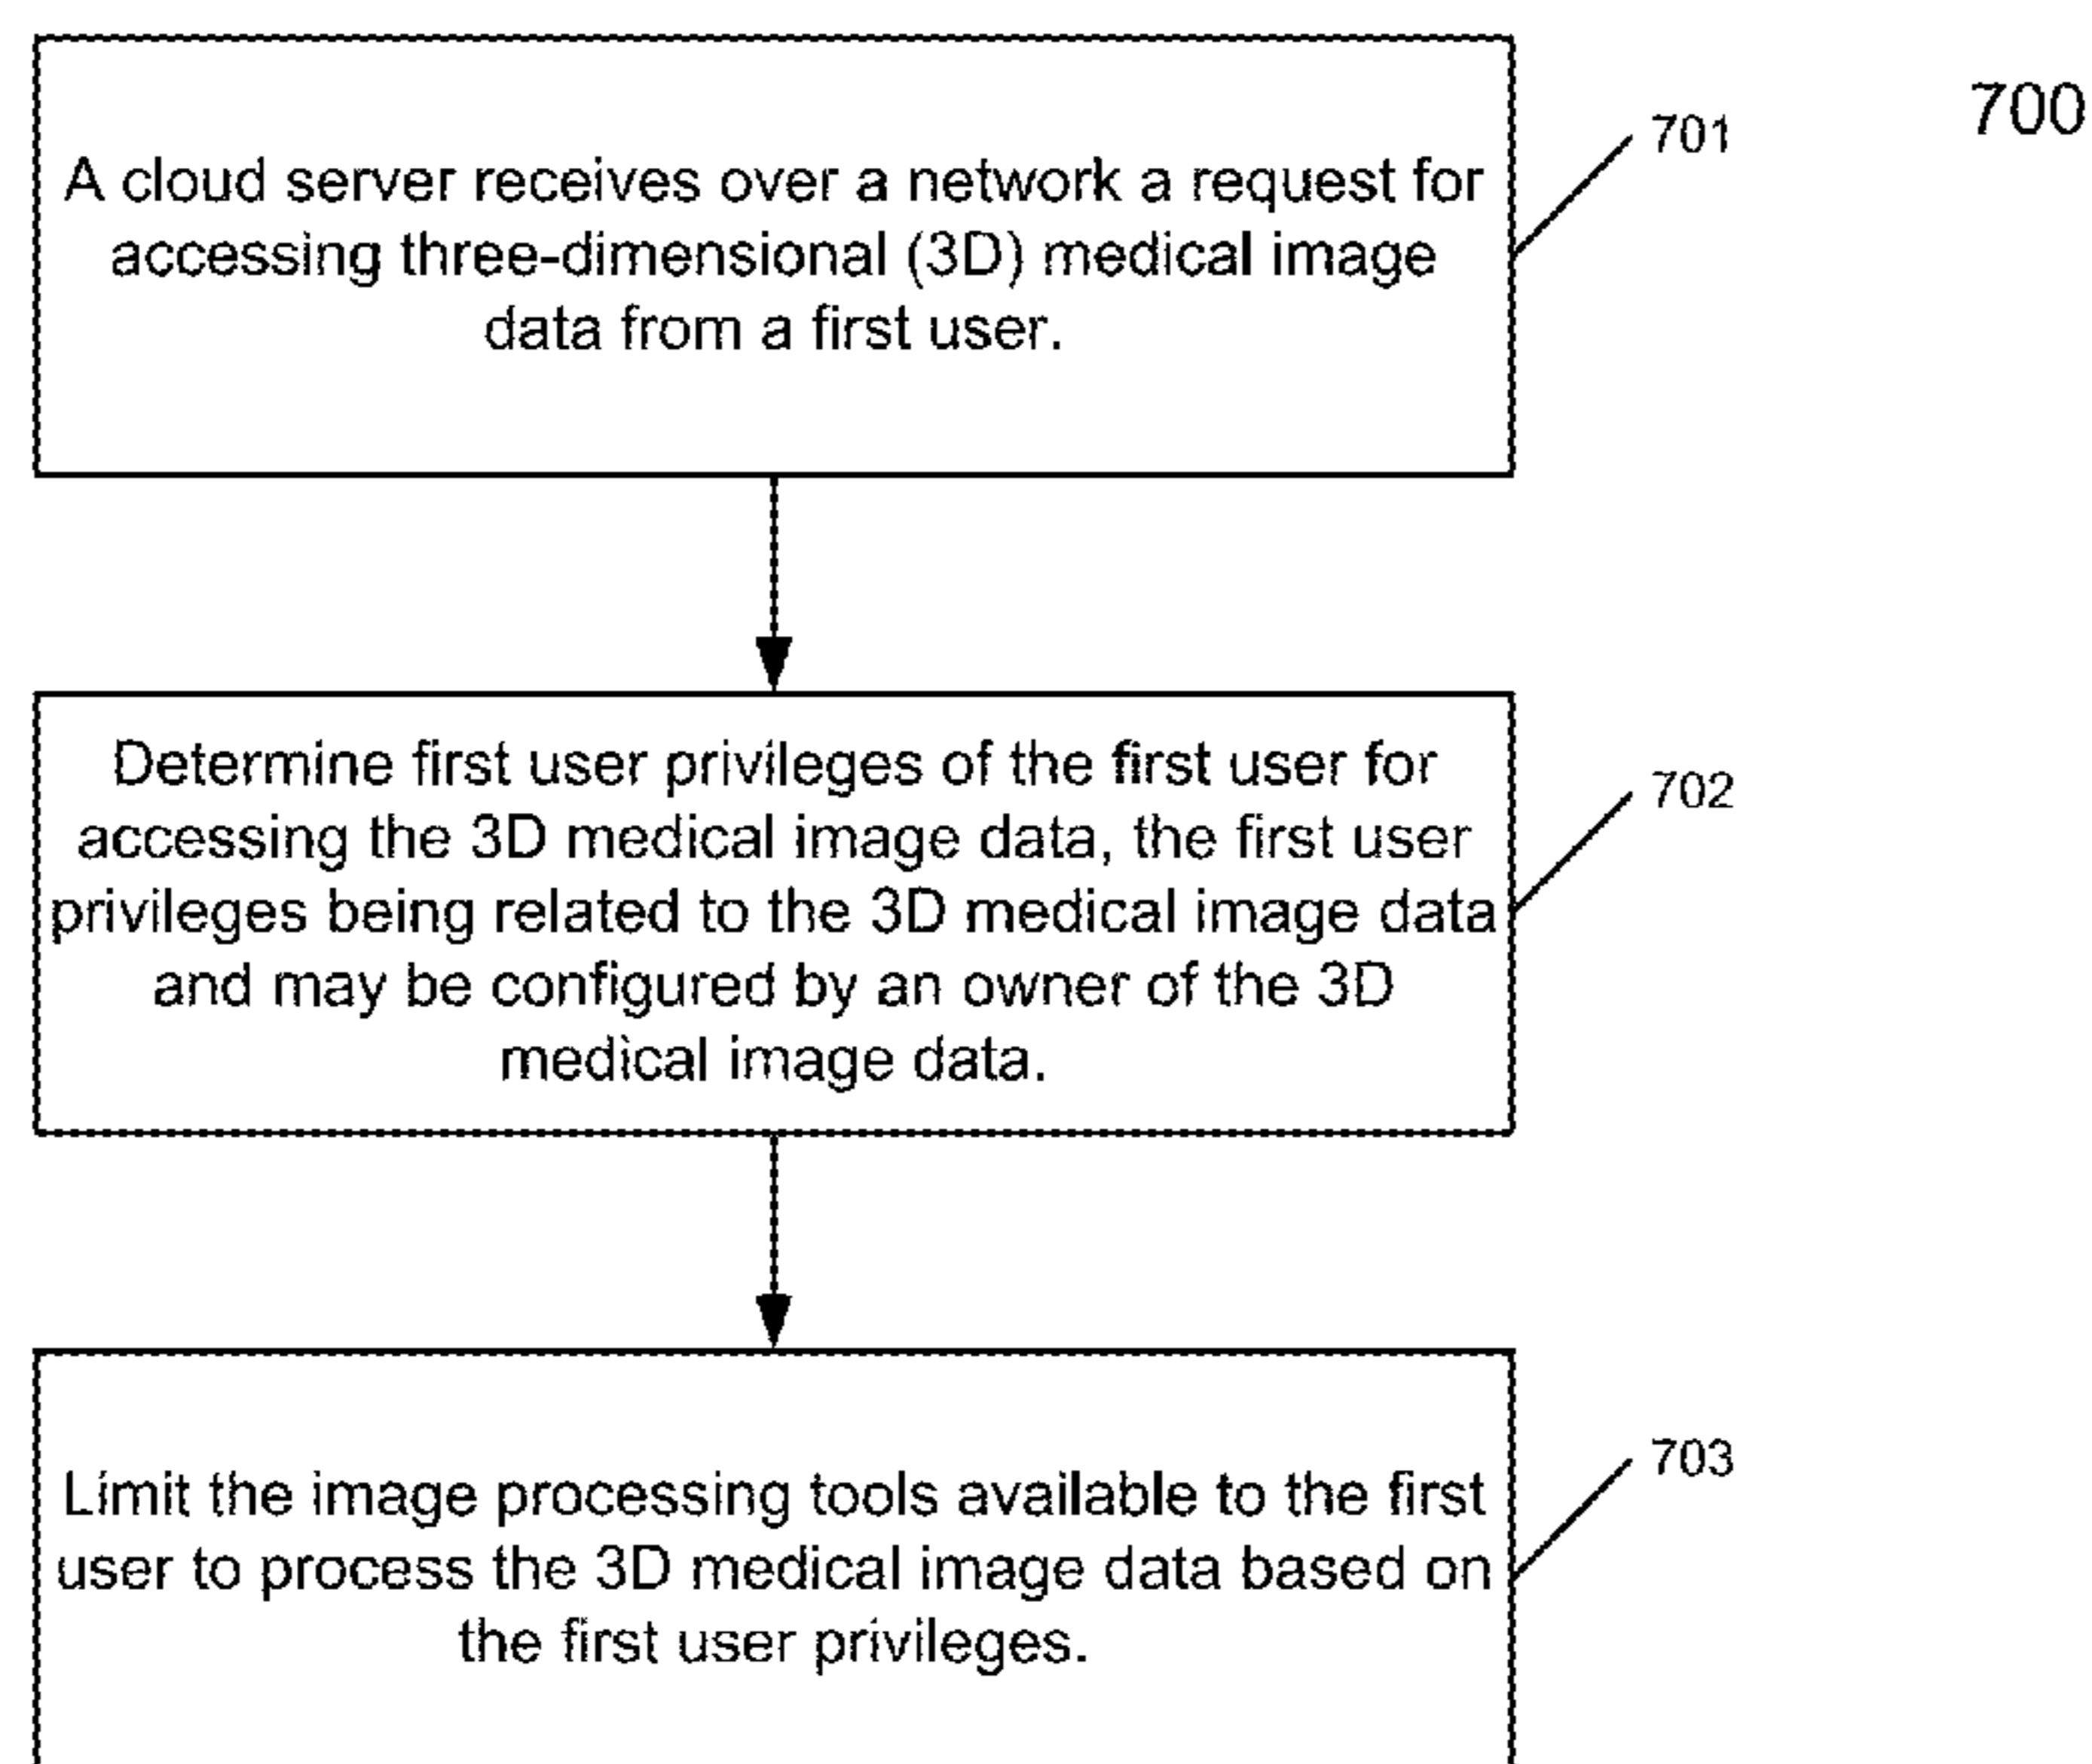 700
701
A cloud server receives over a network a request for
accessing three-dimensional (3D) medical image
data from a first user.
702
Determine first user privileges of the first user for
accessing the 3D medical image data, the first user
privileges being related to the 3D medical image data
and may be configured by an owner of the 3D
medical image data.
703
Limit the image processing tools available to the first
user to process the 3D medical image data based on
the first user privileges.